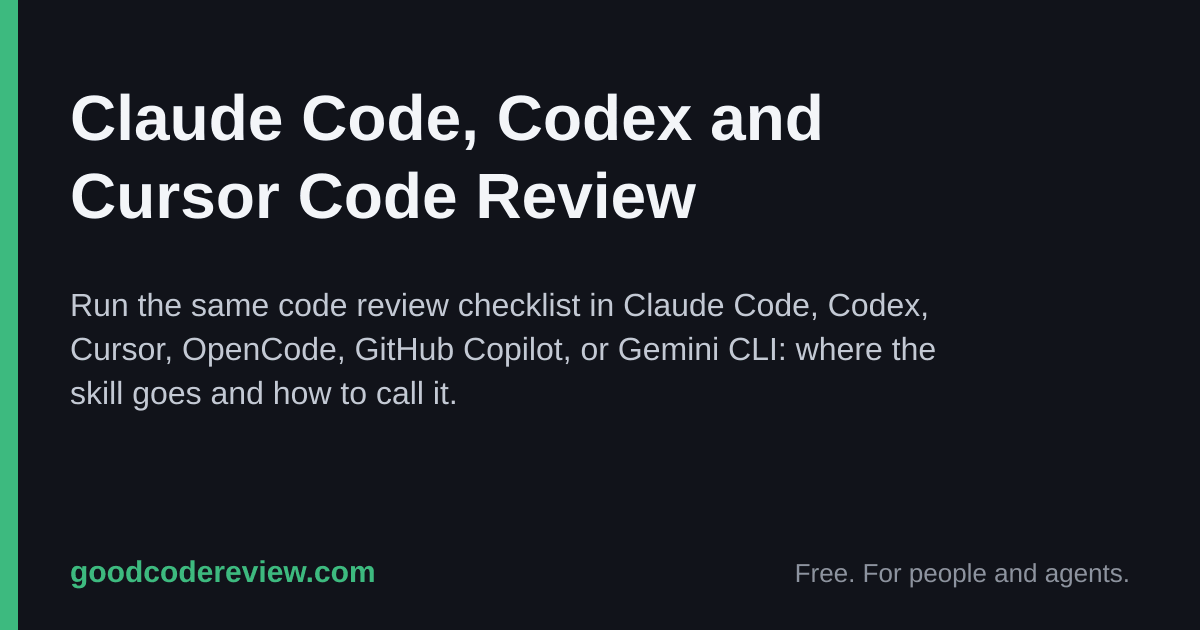 Claude Code, Codex and
Cursor Code Review
Run the same code review checklist in Claude Code, Codex,
Cursor, OpenCode, GitHub Copilot, or Gemini CLI: where the
skill goes and how to call it.
goodcodereview.com
Free. For people and agents.